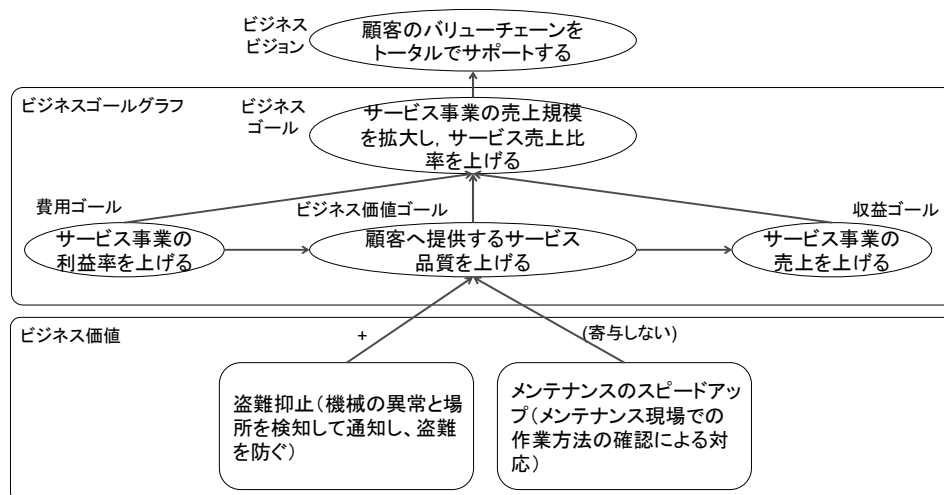 ビジネス
ビジョン
顧客のバリューチェーンを
トータルでサポートする
ビジネスゴールグラフ
ビジネス
ゴール
サービス事業の売上規模
を拡大し，サービス売上比
率を上げる
費用ゴール
ビジネス価値ゴール
収益ゴール
サービス事業の
利益率を上げる
顧客へ提供するサービス
品質を上げる
サービス事業の
売上を上げる
ビジネス価値
+
(寄与しない)
盗難抑止（機械の異常と場
所を検知して通知し、盗難
を防ぐ）
メンテナンスのスピードアッ
プ（メンテナンス現場での
作業方法の確認による対
応）